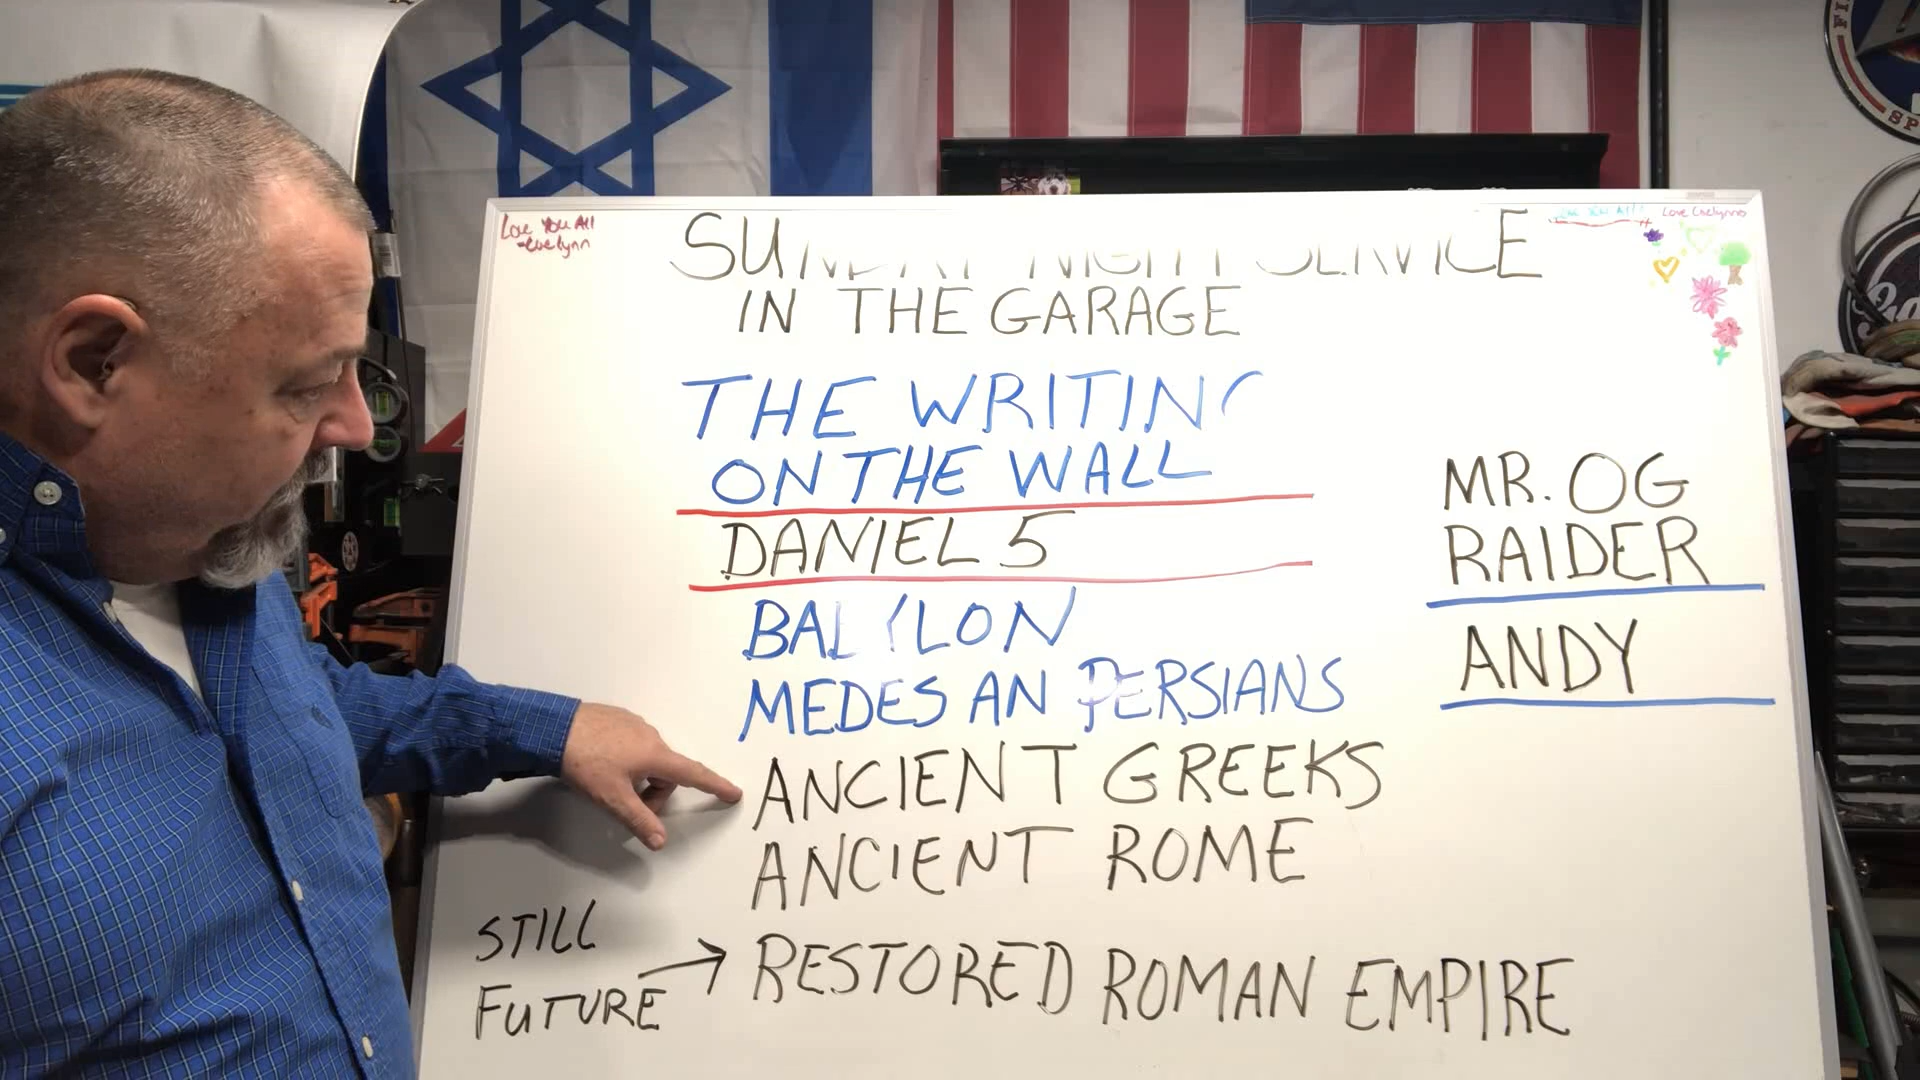 Love You All
-Evelynn
Love Evelynn
SUNDAY NIGHT SERVICE
IN THE GARAGE
THE WRITIN
ON THE WALL
DANIEL 5
BABYLON
MEDES AN PERSIANS
ANCIENT GREEKS
ANCIENT ROME
STILL
FUTURE → RESTORED ROMAN EMPIRE
MR. OG
RAIDER
ANDY